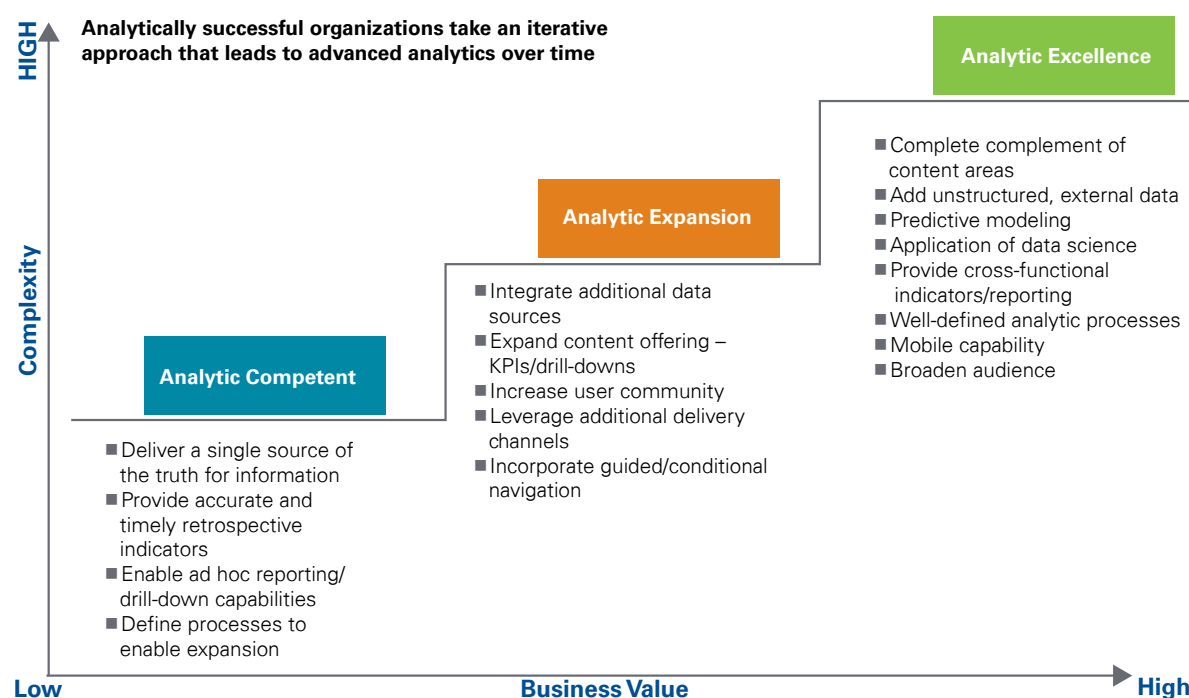 Analytically successful organizations take an iterative
approach that leads to advanced analytics over time
HIGH
Complexity
Analytic Excellence
■ Complete complement of
content areas
■ Add unstructured, external data
■ Predictive modeling
■ Application of data science
■ Provide cross-functional
indicators/reporting
■ Well-defined analytic processes
■ Mobile capability
■ Broaden audience
Analytic Expansion
■ Integrate additional data
sources
■ Expand content offering –
KPIs/drill-downs
■ Increase user community
■ Leverage additional delivery
channels
■ Incorporate guided/conditional
navigation
Analytic Competent
■ Deliver a single source of
the truth for information
■ Provide accurate and
timely retrospective
indicators
■ Enable ad hoc reporting/
drill-down capabilities
■ Define processes to
enable expansion
Low
Business Value
High